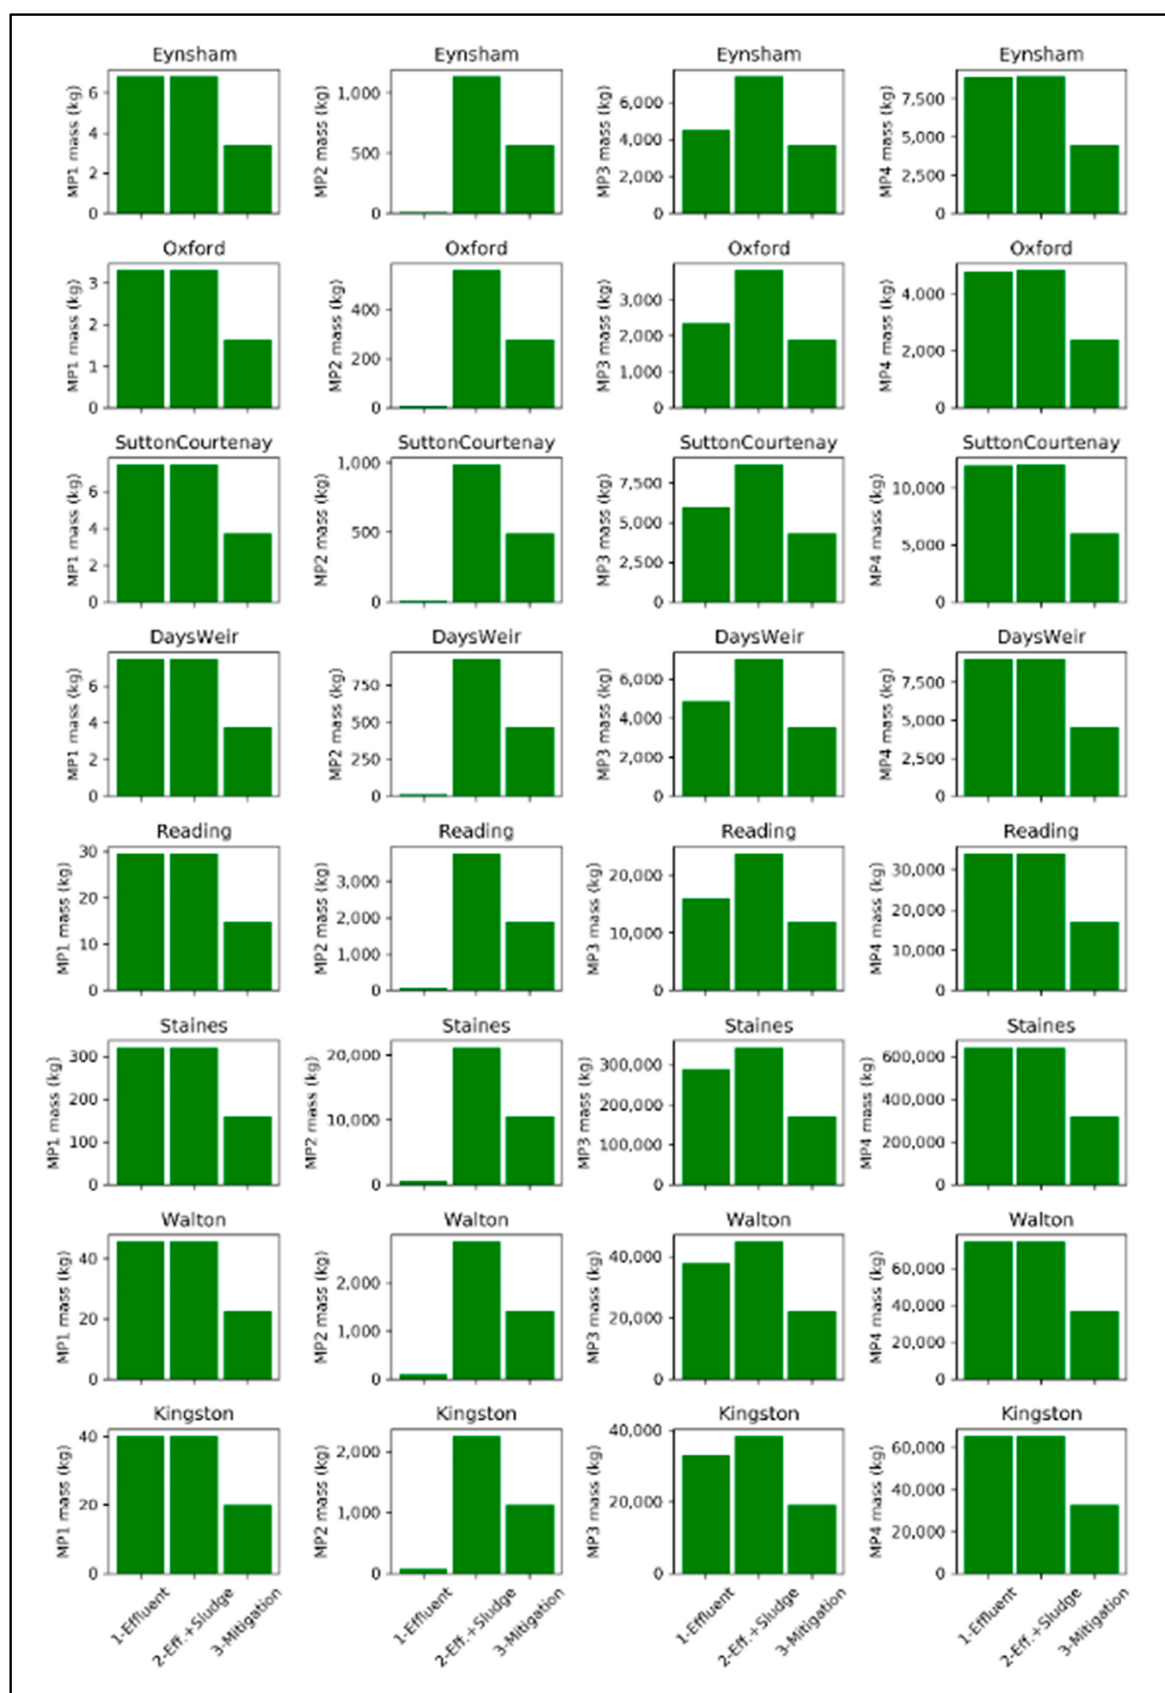 Eynsham Eynsham Eynsham Eynsham
MP1 mass (kg) 6 4 2 0
MP2 mass (kg) 1,000 500 0
MP3 mass (kg) 6,000 4,000 2,000 0
MP4 mass (kg) 7,500 5,000 2,500 0
Oxford Oxford Oxford Oxford
MP1 mass (kg) 3 2 1 0
MP2 mass (kg) 400 200 0
MP3 mass (kg) 3,000 2,000 1,000 0
MP4 mass (kg) 4,000 2,000 0
SuttonCourtenay SuttonCourtenay SuttonCourtenay SuttonCourtenay
MP1 mass (kg) 6 4 2 0
MP2 mass (kg) 1,000 500 0
MP3 mass (kg) 7,500 5,000 2,500 0
MP4 mass (kg) 10,000 5,000 0
DaysWeir DaysWeir DaysWeir DaysWeir
MP1 mass (kg) 6 4 2 0
MP2 mass (kg) 750 500 250 0
MP3 mass (kg) 6,000 4,000 2,000 0
MP4 mass (kg) 7,500 5,000 2,500 0
Reading Reading Reading Reading
MP1 mass (kg) 30 20 10 0
MP2 mass (kg) 3,000 2,000 1,000 0
MP3 mass (kg) 20,000 10,000 0
MP4 mass (kg) 30,000 20,000 10,000 0
Staines Staines Staines Staines
MP1 mass (kg) 300 200 100 0
MP2 mass (kg) 20,000 10,000 0
MP3 mass (kg) 300,000 200,000 100,000 0
MP4 mass (kg) 600,000 400,000 200,000 0
Walton Walton Walton Walton
MP1 mass (kg) 40 20 0
MP2 mass (kg) 2,000 1,000 0
MP3 mass (kg) 40,000 20,000 0
MP4 mass (kg) 60,000 40,000 20,000 0
Kingston Kingston Kingston Kingston
MP1 mass (kg) 40 20 0
MP2 mass (kg) 2,000 1,000 0
MP3 mass (kg) 40,000 20,000 0
MP4 mass (kg) 60,000 40,000 20,000 0
1-Effluent 2-Eff.+Sludge 3-Mitigation
1-Effluent 2-Eff.+Sludge 3-Mitigation
1-Effluent 2-Eff.+Sludge 3-Mitigation
1-Effluent 2-Eff.+Sludge 3-Mitigation